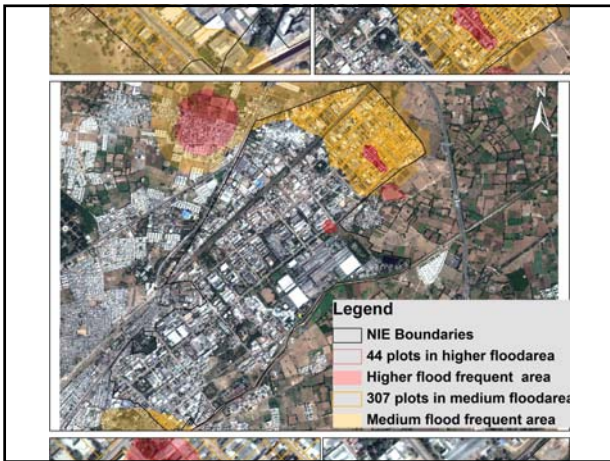 Legend
NIE Boundaries
44 plots in higher floodarea
Higher flood frequent area
307 plots in medium floodarea
Medium flood frequent area